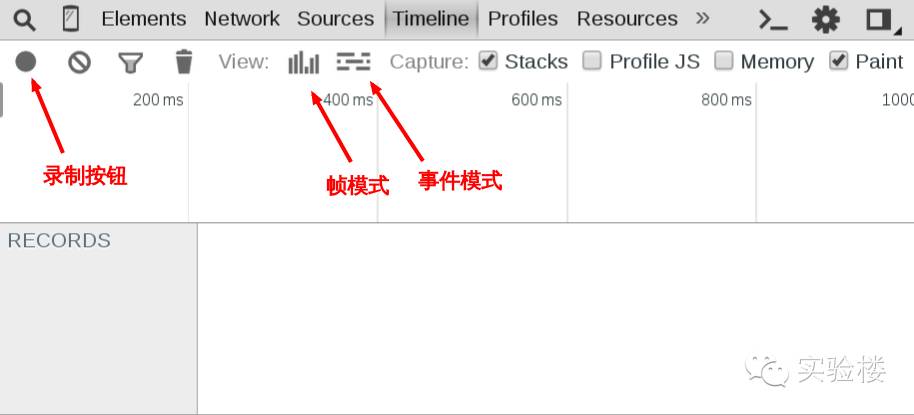 Elements Network Sources Timeline Profiles Resources »
View: Capture: Stacks Profile JS Memory Paint
200 ms 400 ms 600 ms 800 ms 1000
录制按钮 帧模式 事件模式
RECORDS
实验楼